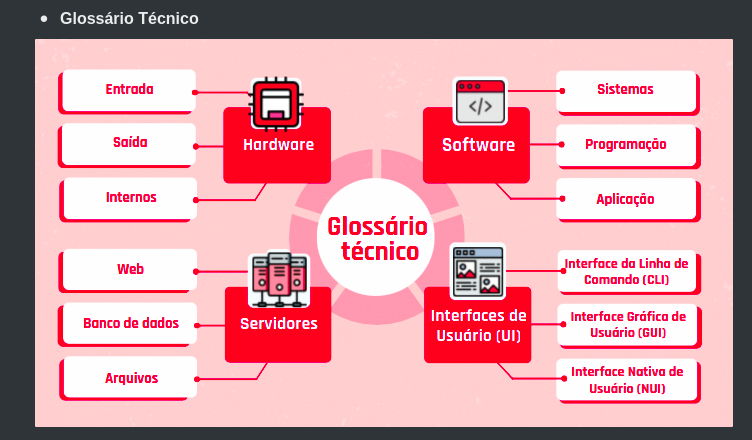 Glossário Técnico
Entrada
Saída
Internos
Hardware
Software
</>
Sistemas
Programação
Aplicação
Glossário
técnico
Web
Banco de dados
Arquivos
Servidores
Interfaces de
Usuário (UI)
Interface da Linha de
Comando (CLI)
Interface Gráfica de
Usuário (GUI)
Interface Nativa de
Usuário (NUI)